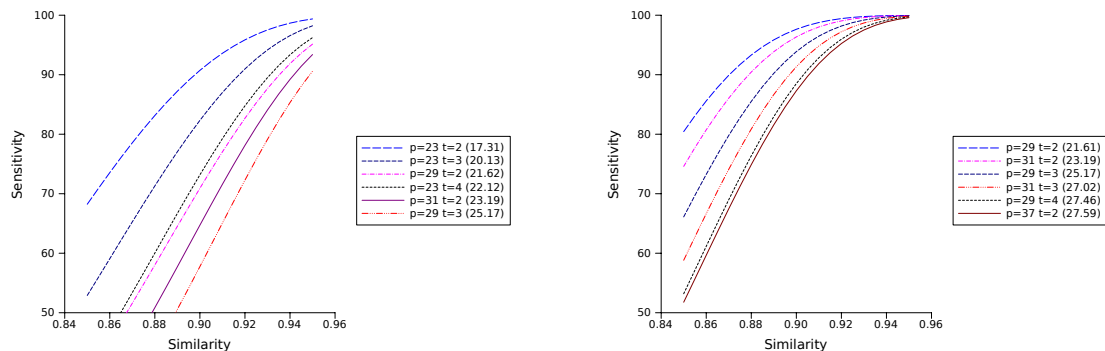 100
90
80
70
60
50
0.84 0.86 0.88 0.90 0.92 0.94 0.96
Sensitivity
Similarity
p=23 t=2 (17.31)
p=23 t=3 (20.13)
p=29 t=2 (21.62)
p=23 t=4 (22.12)
p=31 t=2 (23.19)
p=29 t=3 (25.17)
100
90
80
70
60
50
0.84 0.86 0.88 0.90 0.92 0.94 0.96
Sensitivity
Similarity
p=29 t=2 (21.61)
p=31 t=2 (23.19)
p=29 t=3 (25.17)
p=31 t=3 (27.02)
p=29 t=4 (27.46)
p=37 t=2 (27.59)